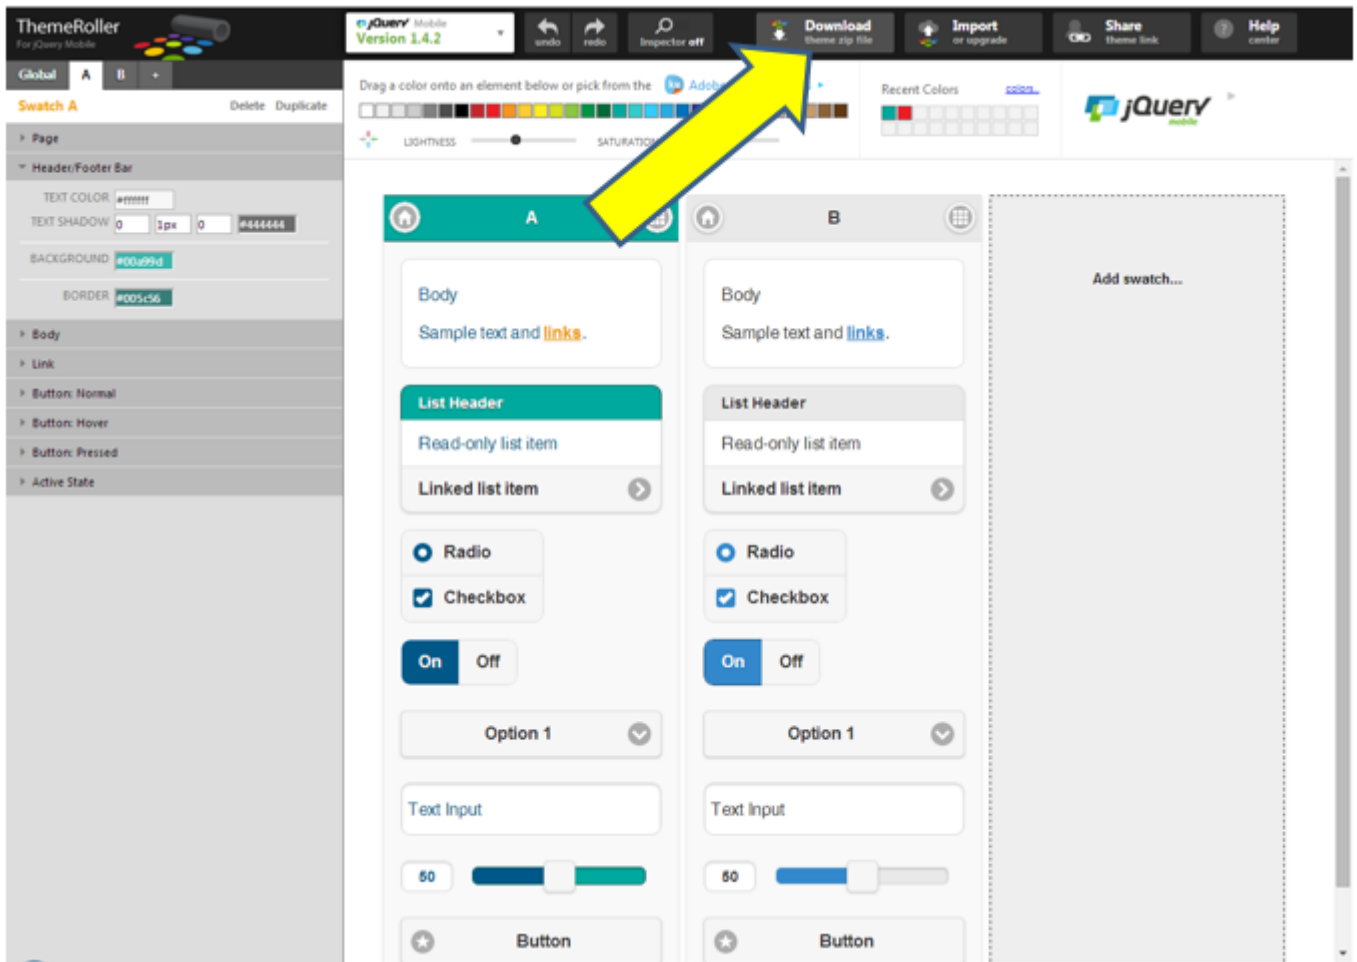 ThemeRoller
For jQuery Mobile
jQuery Mobile
Version 1.4.2
undo
redo
Inspector off
Download
theme zip file
Import
or upgrade
Share
theme link
Help
center
Global A B +
Swatch A
Delete Duplicate
Page
Header/Footer Bar
TEXT COLOR #ffffff
TEXT SHADOW 0 1px 0 #444444
BACKGROUND #00a99d
BORDER #005c56
Body
Link
Button: Normal
Button: Hover
Button: Pressed
Active State
Drag a color onto an element below or pick from the
LIGHTNESS
Recent Colors
colors...
jQuery
mobile
A
Body
Sample text and links.
List Header
Read-only list item
Linked list item
Radio
Checkbox
On Off
Option 1
Text Input
50
Button
B
Body
Sample text and links.
List Header
Read-only list item
Linked list item
Radio
Checkbox
On Off
Option 1
Text Input
50
Button
Add swatch...